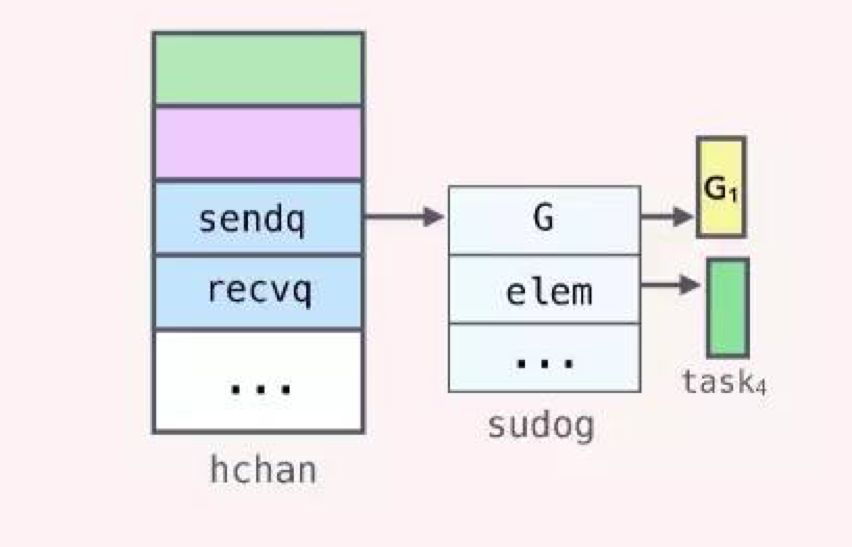 sendq
recvq
...
hchan
G
elem
...
sudog
G₁
task₄